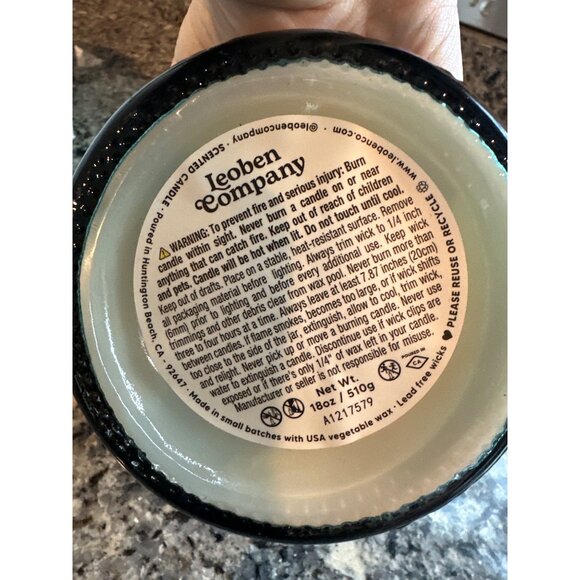 @leobencompany · SCENTED CANDLE · Poured in Huntington Beach, CA · 92647 · Made in small batches with USA vegetable wax · Lead free wicks ♥ PLEASE REUSE OR RECYCLE
www.leobenco.com
Leoben
Company
⚠ WARNING: To prevent fire and serious injury: Burn
candle within sight. Never burn a candle on or near
anything that can catch fire. Keep out of reach of children
and pets. Candle will be hot when lit. Do not touch until cool.
Keep out of drafts. Place on a stable, heat-resistant surface. Remove
all packaging material before lighting. Always trim wick to 1/4 inch
(6mm) prior to lighting and before every additional use. Keep wick
trimmings and other debris clear from wax pool. Never burn more than
three to four hours at a time. Always leave at least 7.87 inches (20cm)
between candles. If flame smokes, becomes too large, or if wick shifts
too close to the side of the jar, extinguish, allow to cool, trim wick,
and relight. Never pick up or move a burning candle. Never use
water to extinguish a candle. Discontinue use if wick clips are
exposed or if there's only 1/4" of wax left in your candle.
Manufacturer or seller is not responsible for misuse.
Net Wt.
18oz / 510g
A1217579
POURED IN
CA